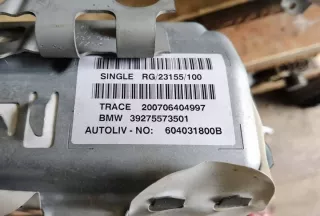 SINGLE RG/23155/100
TRACE 200706404997
BMW 39275573501
AUTOLIV - NO: 604031800B